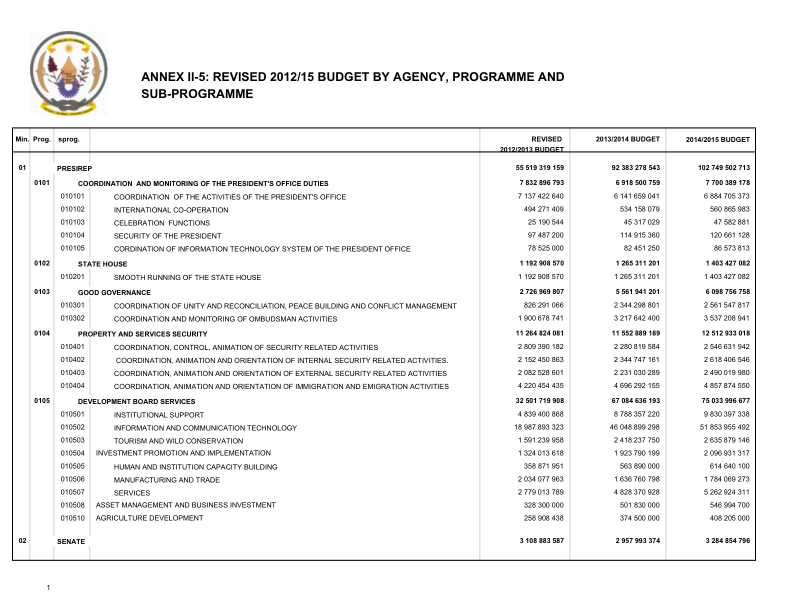 ANNEX II-5: REVISED 2012/15 BUDGET BY AGENCY, PROGRAMME AND
SUB-PROGRAMME
Min. Prog. sprog. REVISED 2012/2013 BUDGET 2013/2014 BUDGET 2014/2015 BUDGET
01 PRESIREP 55 519 319 159 92 383 278 543 102 749 502 713
0101 COORDINATION AND MONITORING OF THE PRESIDENT'S OFFICE DUTIES 7 832 896 793 6 918 500 759 7 700 389 178
010101 COORDINATION OF THE ACTIVITIES OF THE PRESIDENT'S OFFICE 7 137 422 640 6 141 659 041 6 884 705 373
010102 INTERNATIONAL CO-OPERATION 494 271 409 534 158 079 560 865 983
010103 CELEBRATION FUNCTIONS 25 190 544 45 317 029 47 582 881
010104 SECURITY OF THE PRESIDENT 97 487 200 114 915 360 120 661 128
010105 CORDINATION OF INFORMATION TECHNOLOGY SYSTEM OF THE PRESIDENT OFFICE 78 525 000 82 451 250 86 573 813
0102 STATE HOUSE 1 192 908 570 1 265 311 201 1 403 427 082
010201 SMOOTH RUNNING OF THE STATE HOUSE 1 192 908 570 1 265 311 201 1 403 427 082
0103 GOOD GOVERNANCE 2 726 969 807 5 561 941 201 6 098 756 758
010301 COORDINATION OF UNITY AND RECONCILIATION, PEACE BUILDING AND CONFLICT MANAGEMENT 826 291 066 2 344 298 801 2 561 547 817
010302 COORDINATION AND MONITORING OF OMBUDSMAN ACTIVITIES 1 900 678 741 3 217 642 400 3 537 208 941
0104 PROPERTY AND SERVICES SECURITY 11 264 824 081 11 552 889 189 12 512 933 018
010401 COORDINATION, CONTROL, ANIMATION OF SECURITY RELATED ACTIVITIES 2 809 390 182 2 280 819 584 2 546 631 942
010402 COORDINATION, ANIMATION AND ORIENTATION OF INTERNAL SECURITY RELATED ACTIVITIES. 2 152 450 863 2 344 747 161 2 618 406 546
010403 COORDINATION, ANIMATION AND ORIENTATION OF EXTERNAL SECURITY RELATED ACTIVITIES 2 082 528 601 2 231 030 289 2 490 019 980
010404 COORDINATION, ANIMATION AND ORIENTATION OF IMMIGRATION AND EMIGRATION ACTIVITIES 4 220 454 435 4 696 292 155 4 857 874 550
0105 DEVELOPMENT BOARD SERVICES 32 501 719 908 67 084 636 193 75 033 996 677
010501 INSTITUTIONAL SUPPORT 4 839 400 868 8 788 357 220 9 830 397 338
010502 INFORMATION AND COMMUNICATION TECHNOLOGY 18 987 893 323 46 048 899 298 51 853 955 492
010503 TOURISM AND WILD CONSERVATION 1 591 239 958 2 418 237 750 2 635 879 146
010504 INVESTMENT PROMOTION AND IMPLEMENTATION 1 324 013 618 1 923 790 199 2 096 931 317
010505 HUMAN AND INSTITUTION CAPACITY BUILDING 358 871 951 563 890 000 614 640 100
010506 MANUFACTURING AND TRADE 2 034 077 963 1 636 760 798 1 784 069 273
010507 SERVICES 2 779 013 789 4 828 370 928 5 262 924 311
010508 ASSET MANAGEMENT AND BUSINESS INVESTMENT 328 300 000 501 830 000 546 994 700
010510 AGRICULTURE DEVELOPMENT 258 908 438 374 500 000 408 205 000
02 SENATE 3 108 883 587 2 957 993 374 3 284 854 796
1